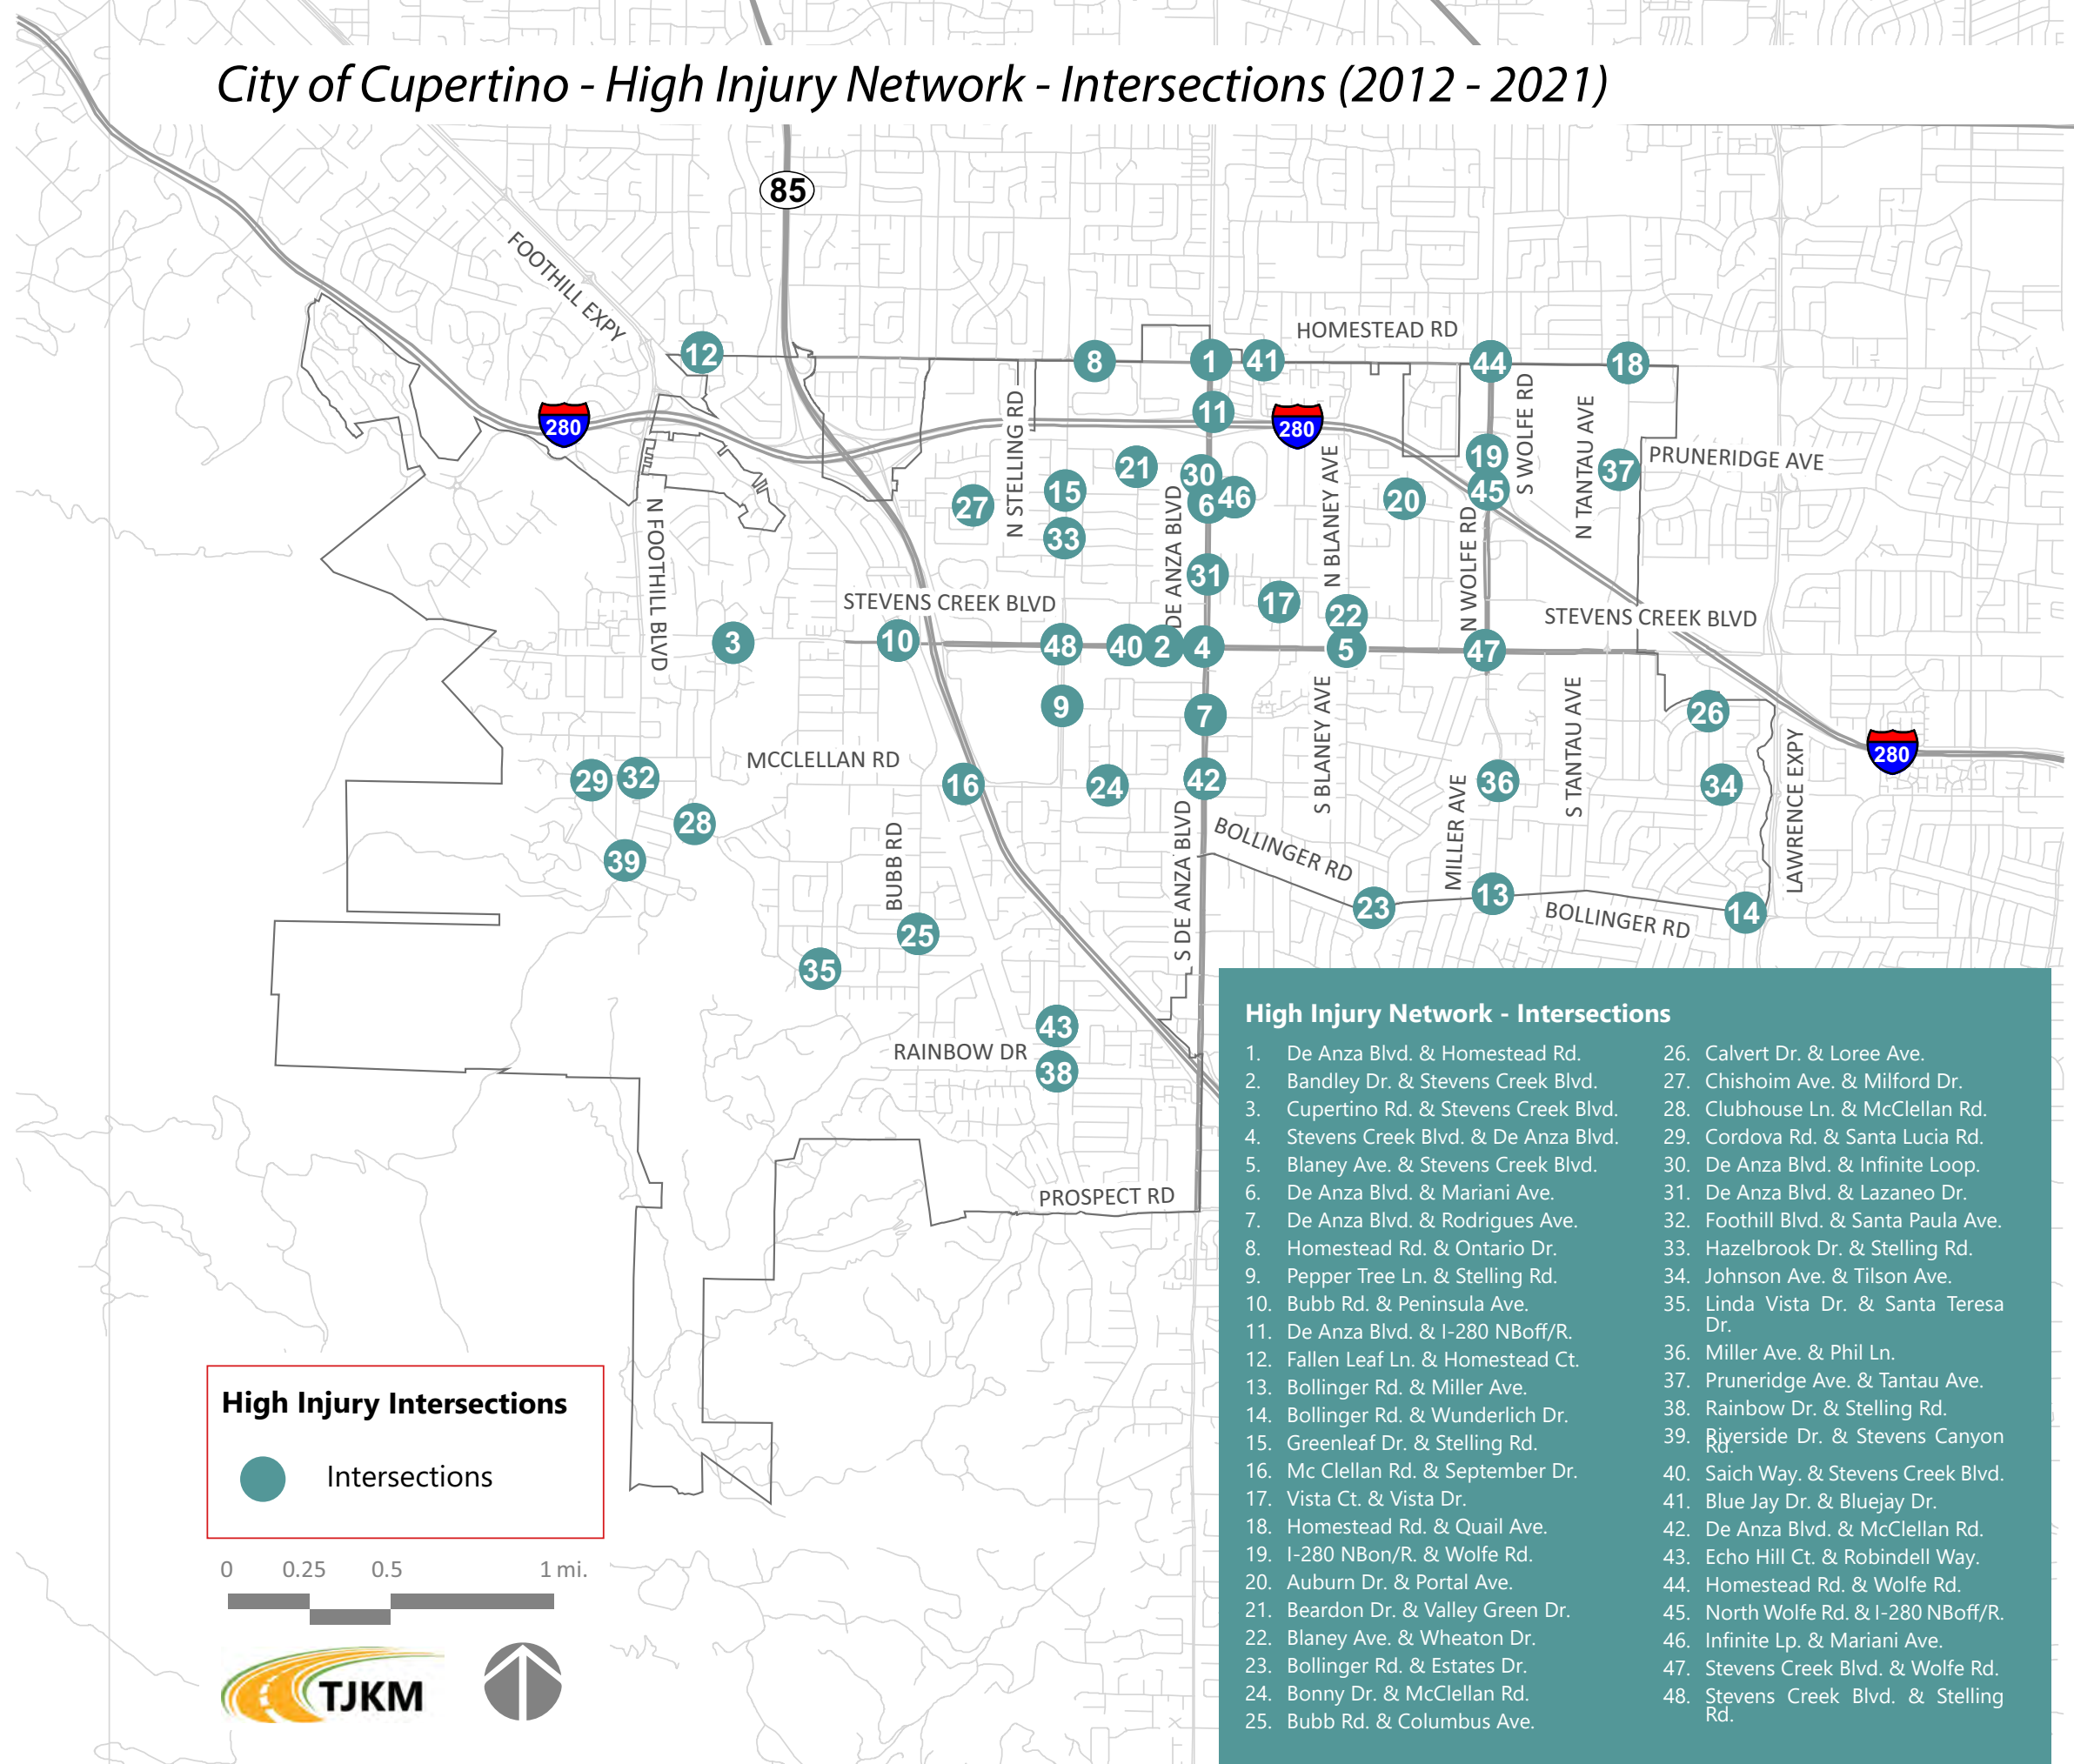 City of Cupertino - High Injury Network - Intersections (2012 - 2021)
85
FOOTHILL EXPY
HOMESTEAD RD
12
8
1
41
44
18
280
11
280
N STELLING RD
S WOLFE RD
N TANTAU AVE
PRUNERIDGE AVE
21
30
19
37
15
6
46
45
20
27
N FOOTHILL BLVD
33
DE ANZA BLVD
N BLANEY AVE
N WOLFE RD
31
17
22
STEVENS CREEK BLVD
STEVENS CREEK BLVD
3
10
48
40
2
4
5
47
9
7
26
280
MCCLELLAN RD
29
32
16
24
42
36
34
S BLANEY AVE
S TANTAU AVE
LAWRENCE EXPY
28
39
BUBB RD
S DE ANZA BLVD
BOLLINGER RD
MILLER AVE
23
13
BOLLINGER RD
14
25
35
43
RAINBOW DR
38
PROSPECT RD
High Injury Network - Intersections
1. De Anza Blvd. & Homestead Rd.
2. Bandley Dr. & Stevens Creek Blvd.
3. Cupertino Rd. & Stevens Creek Blvd.
4. Stevens Creek Blvd. & De Anza Blvd.
5. Blaney Ave. & Stevens Creek Blvd.
6. De Anza Blvd. & Mariani Ave.
7. De Anza Blvd. & Rodrigues Ave.
8. Homestead Rd. & Ontario Dr.
9. Pepper Tree Ln. & Stelling Rd.
10. Bubb Rd. & Peninsula Ave.
11. De Anza Blvd. & I-280 NBoff/R.
12. Fallen Leaf Ln. & Homestead Ct.
13. Bollinger Rd. & Miller Ave.
14. Bollinger Rd. & Wunderlich Dr.
15. Greenleaf Dr. & Stelling Rd.
16. Mc Clellan Rd. & September Dr.
17. Vista Ct. & Vista Dr.
18. Homestead Rd. & Quail Ave.
19. I-280 NBon/R. & Wolfe Rd.
20. Auburn Dr. & Portal Ave.
21. Beardon Dr. & Valley Green Dr.
22. Blaney Ave. & Wheaton Dr.
23. Bollinger Rd. & Estates Dr.
24. Bonny Dr. & McClellan Rd.
25. Bubb Rd. & Columbus Ave.
26. Calvert Dr. & Loree Ave.
27. Chishoim Ave. & Milford Dr.
28. Clubhouse Ln. & McClellan Rd.
29. Cordova Rd. & Santa Lucia Rd.
30. De Anza Blvd. & Infinite Loop.
31. De Anza Blvd. & Lazaneo Dr.
32. Foothill Blvd. & Santa Paula Ave.
33. Hazelbrook Dr. & Stelling Rd.
34. Johnson Ave. & Tilson Ave.
35. Linda Vista Dr. & Santa Teresa
Dr.
36. Miller Ave. & Phil Ln.
37. Pruneridge Ave. & Tantau Ave.
38. Rainbow Dr. & Stelling Rd.
39. Riverside Dr. & Stevens Canyon
Rd.
40. Saich Way. & Stevens Creek Blvd.
41. Blue Jay Dr. & Bluejay Dr.
42. De Anza Blvd. & McClellan Rd.
43. Echo Hill Ct. & Robindell Way.
44. Homestead Rd. & Wolfe Rd.
45. North Wolfe Rd. & I-280 NBoff/R.
46. Infinite Lp. & Mariani Ave.
47. Stevens Creek Blvd. & Wolfe Rd.
48. Stevens Creek Blvd. & Stelling
Rd.
High Injury Intersections
Intersections
0 0.25 0.5 1 mi.
TJKM